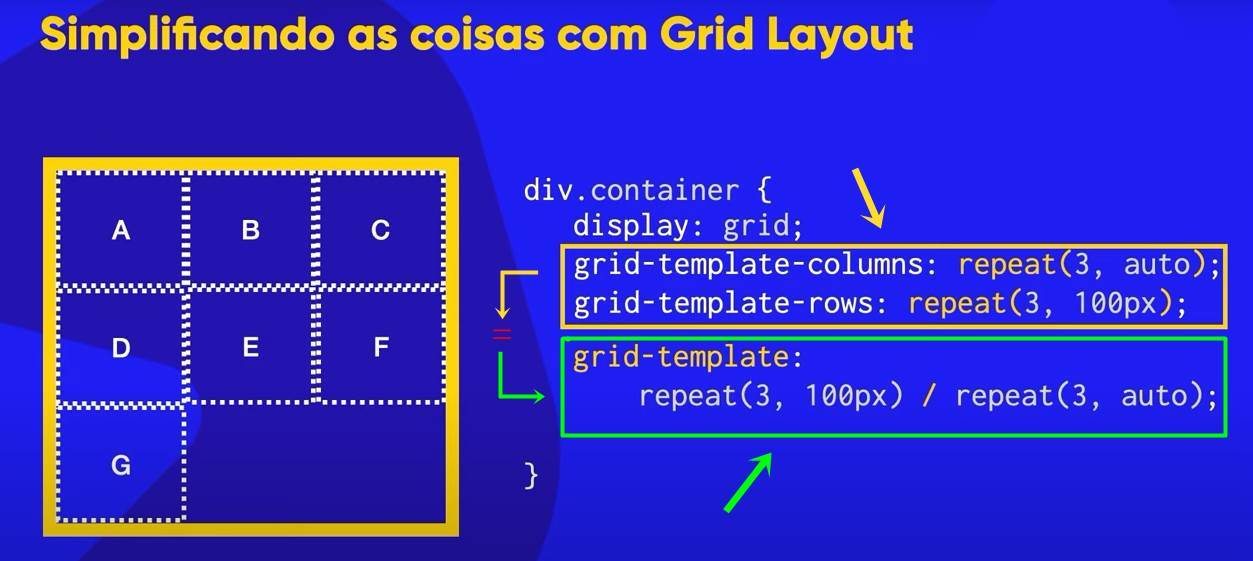 Simplificando as coisas com Grid Layout
A B C
D E F
G
div.container {
display: grid;
grid-template-columns: repeat(3, auto);
grid-template-rows: repeat(3, 100px);
=
grid-template:
repeat(3, 100px) / repeat(3, auto);
}